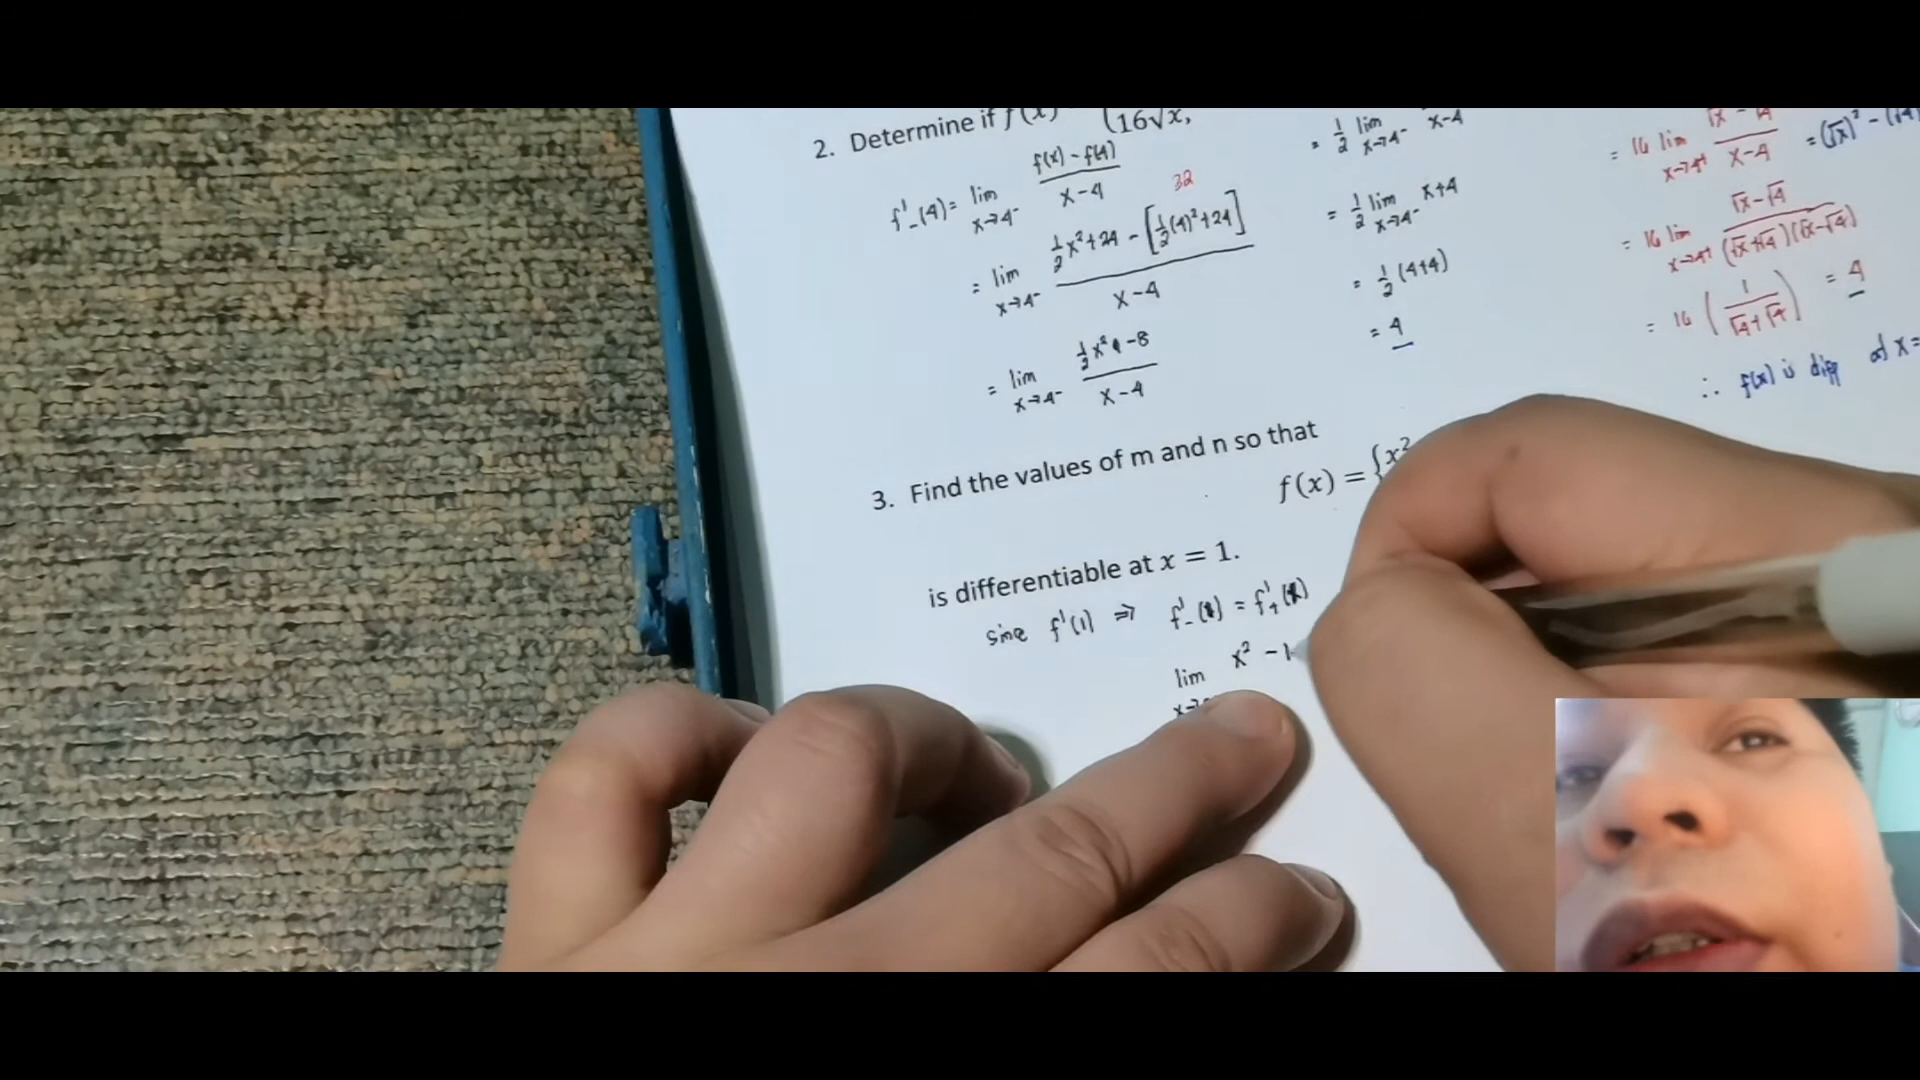 2. Determine if f(x)
(16√x,
f'₋(4) = lim x→4⁻ (f(x) - f(4))/(x-4)
= lim x→4⁻ (½x²+24 - [½(4)²+24])/(x-4)
32
= lim x→4⁻ (½x² -8)/(x-4)
= ½ lim x→4⁻ x-4
= ½ lim x→4⁻ x+4
= ½ (4+4)
= 4
= 16 lim x→4⁺ (√x - √4)/(x-4)
= 16 lim x→4⁺ (√x-√4)/((√x+√4)(√x-√4))
= 16 (1/(√4+√4)) = 4
∴ f(x) is diff at x=
3. Find the values of m and n so that
f(x) = {x²
is differentiable at x = 1.
since f'(1) ⇒ f'₋(1) = f'₊(1)
lim x² - 1